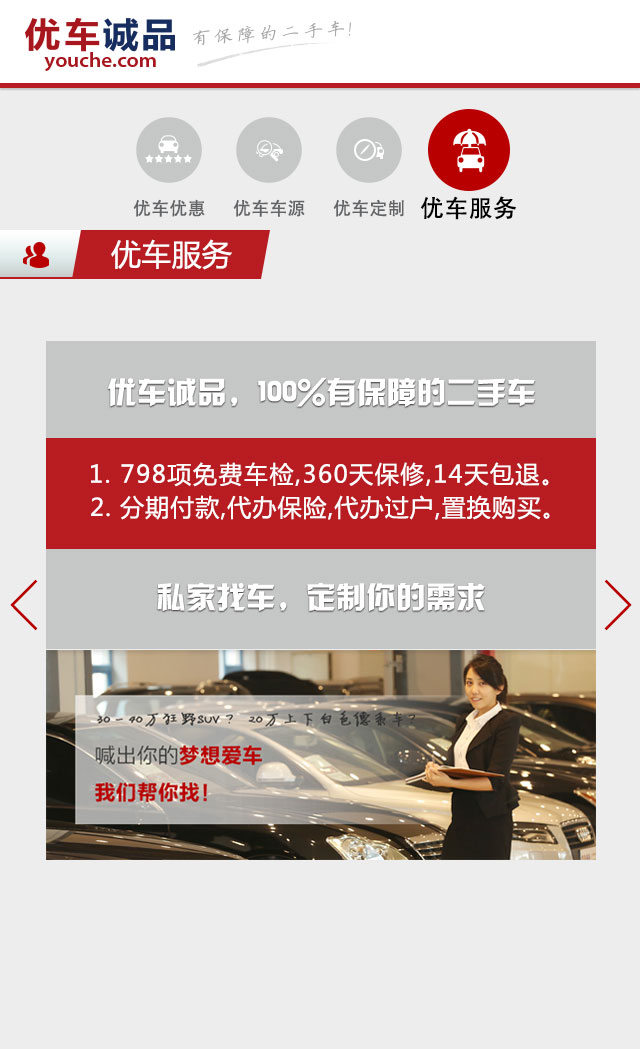 优车诚品
youche.com
有保障的二手车!
优车优惠
优车车源
优车定制
优车服务
优车服务
优车诚品，100%有保障的二手车
1. 798项免费车检,360天保修,14天包退。
2. 分期付款,代办保险,代办过户,置换购买。
私家找车，定制你的需求
30-40万狂野SUV？ 20万上下白色德系车？
喊出你的梦想爱车
我们帮你找！